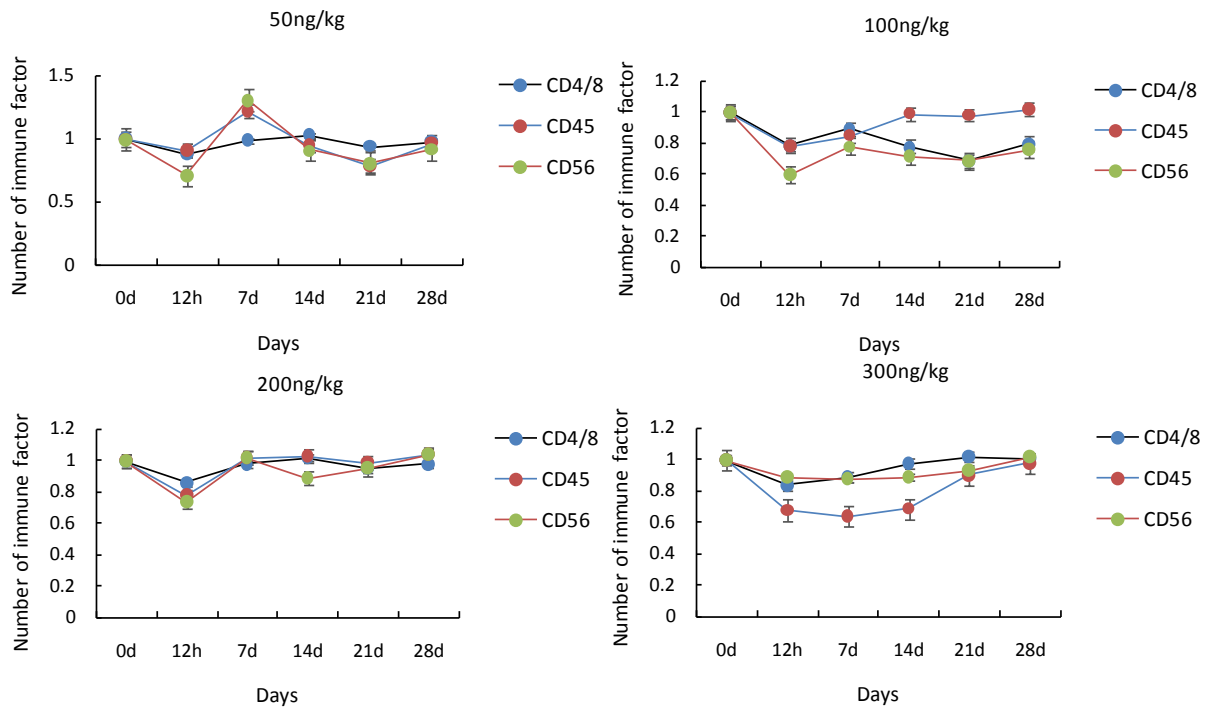 50ng/kg
Number of immune factor
1.5
1
0.5
0
0d 12h 7d 14d 21d 28d
Days
CD4/8
CD45
CD56
100ng/kg
Number of immune factor
1.2
1
0.8
0.6
0.4
0.2
0
0d 12h 7d 14d 21d 28d
Days
CD4/8
CD45
CD56
200ng/kg
Number of immune factor
1.2
1
0.8
0.6
0.4
0.2
0
0d 12h 7d 14d 21d 28d
Days
CD4/8
CD45
CD56
300ng/kg
Number of immune factor
1.2
1
0.8
0.6
0.4
0.2
0
0d 12h 7d 14d 21d 28d
Days
CD4/8
CD45
CD56